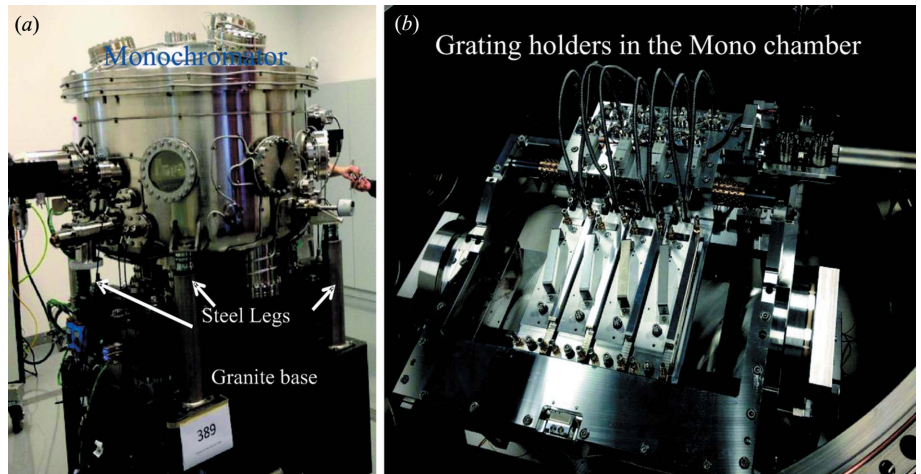 (a)
Monochromator
Steel Legs
Granite base
389
(b)
Grating holders in the Mono chamber